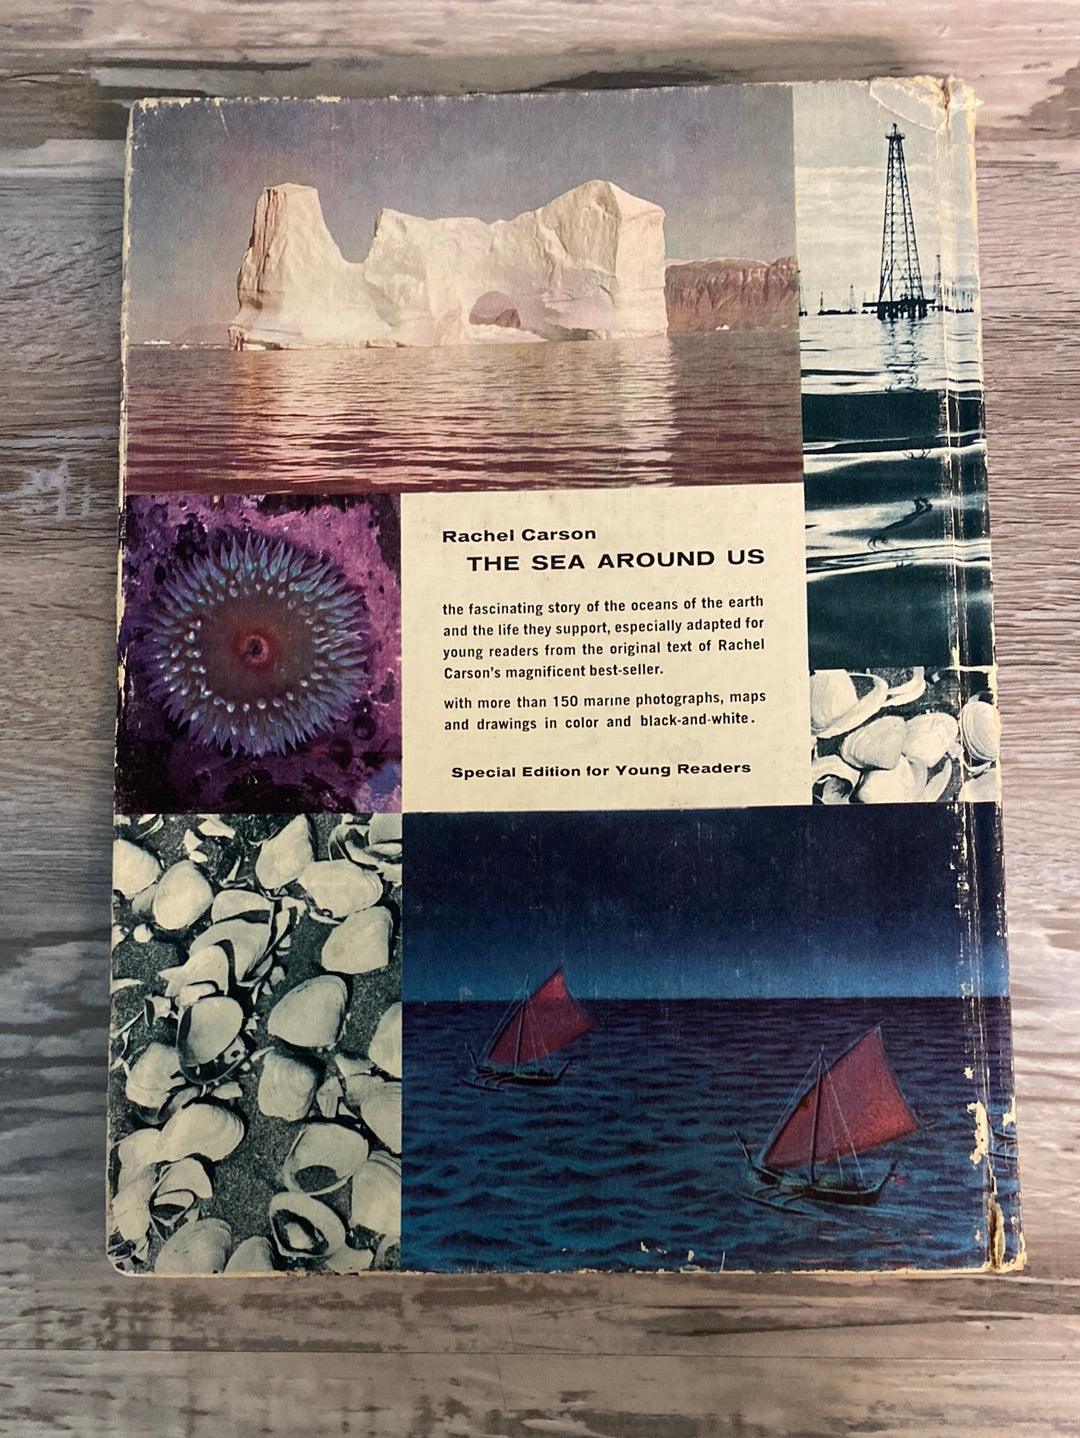 Rachel Carson
THE SEA AROUND US
the fascinating story of the oceans of the earth
and the life they support, especially adapted for
young readers from the original text of Rachel
Carson's magnificent best-seller.
with more than 150 marine photographs, maps
and drawings in color and black-and-white.
Special Edition for Young Readers